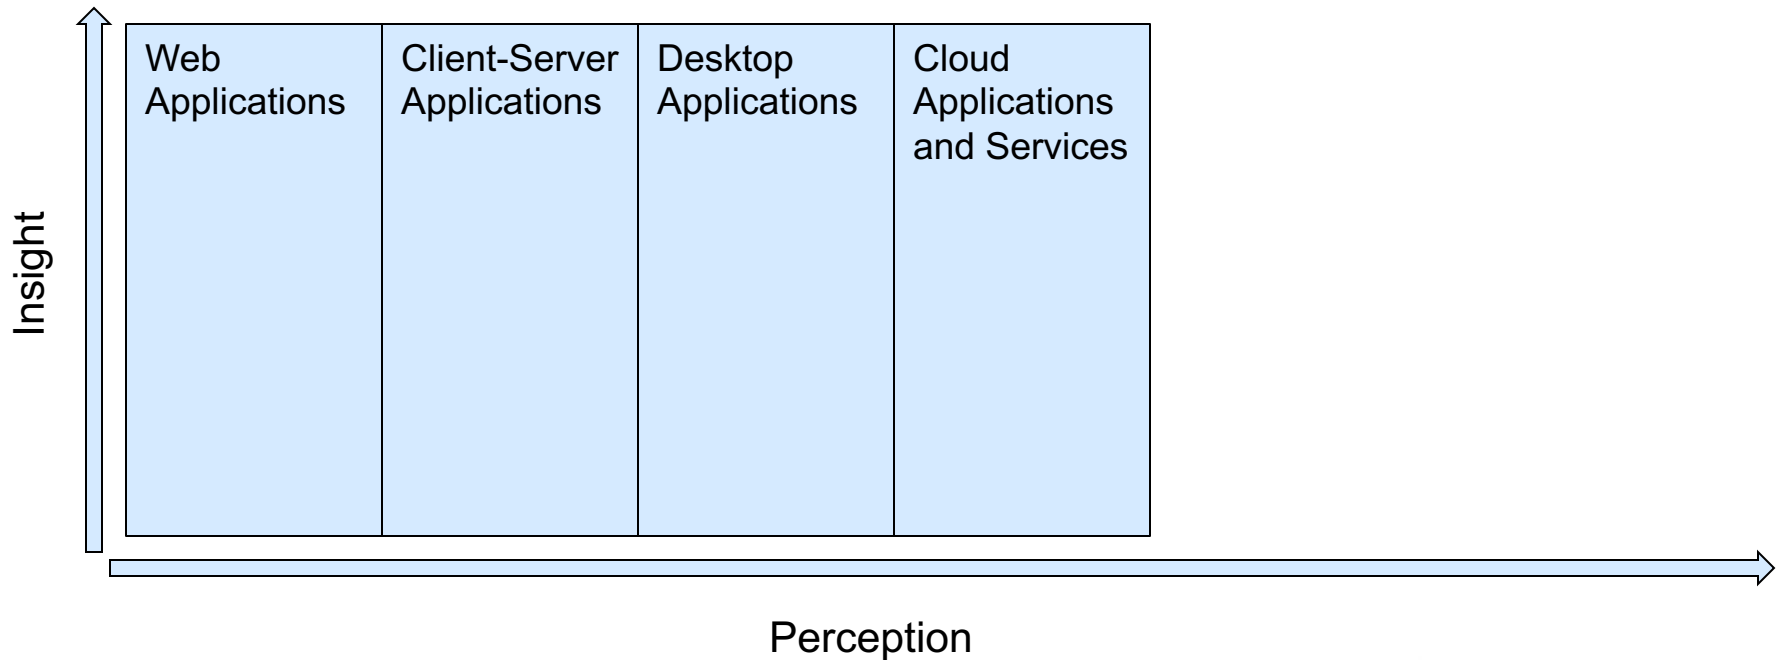 Web
Applications
Client-Server
Applications
Desktop
Applications
Cloud
Applications
and Services
Insight
Perception